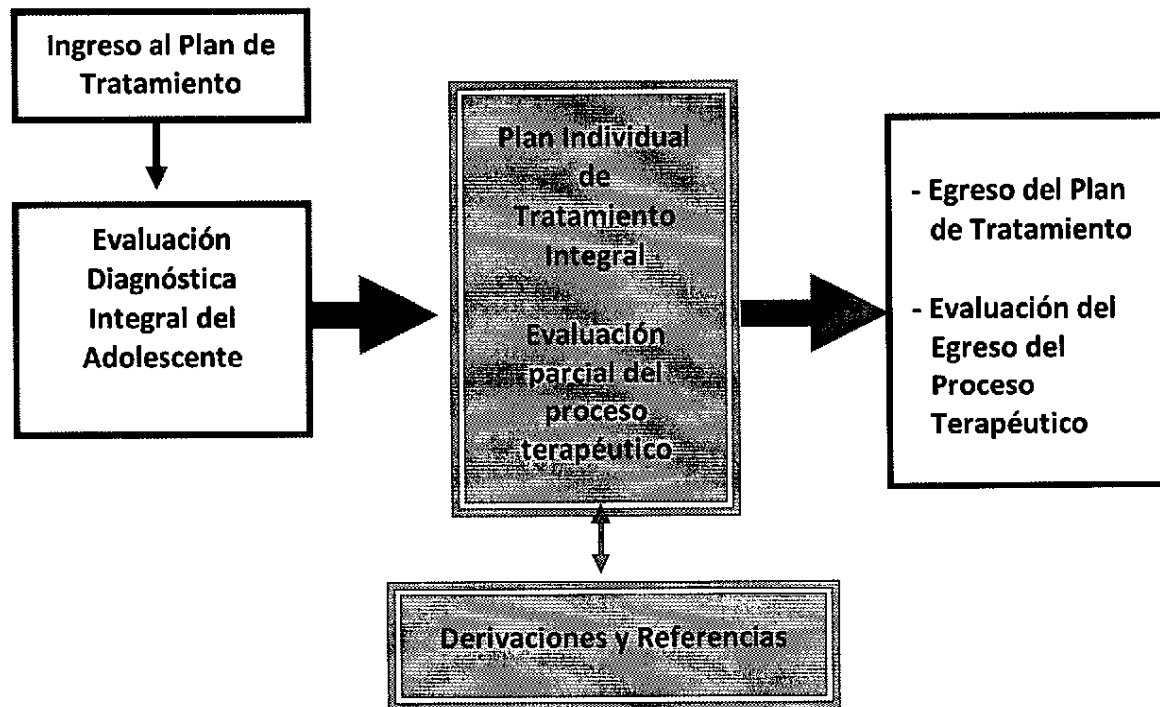 Ingreso al Plan de
Tratamiento
Evaluación
Diagnóstica
Integral del
Adolescente
Plan Individual
de
Tratamiento
Integral
Evaluación
parcial del
proceso
terapéutico
- Egreso del Plan
de Tratamiento
- Evaluación del
Egreso del
Proceso
Terapéutico
Derivaciones y Referencias